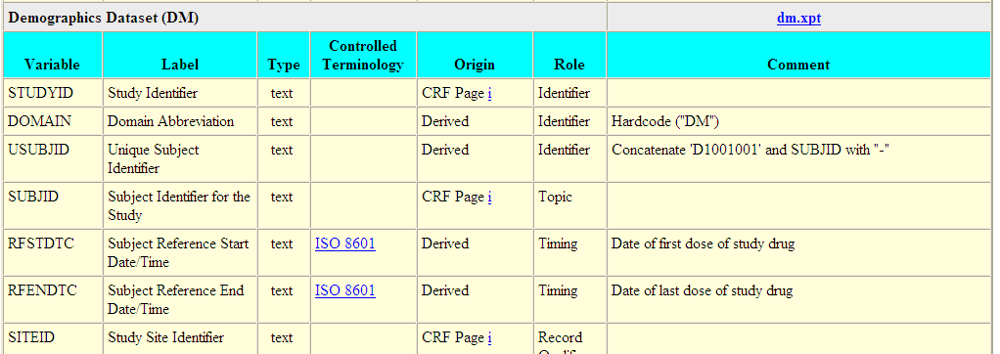 Demographics Dataset (DM) dm.xpt
Variable Label Type Controlled Terminology Origin Role Comment
STUDYID Study Identifier text CRF Page i Identifier
DOMAIN Domain Abbreviation text Derived Identifier Hardcode ("DM")
USUBJID Unique Subject Identifier text Derived Identifier Concatenate 'D1001001' and SUBJID with "-"
SUBJID Subject Identifier for the Study text CRF Page i Topic
RFSTDTC Subject Reference Start Date/Time text ISO 8601 Derived Timing Date of first dose of study drug
RFENDTC Subject Reference End Date/Time text ISO 8601 Derived Timing Date of last dose of study drug
SITEID Study Site Identifier text CRF Page i Record